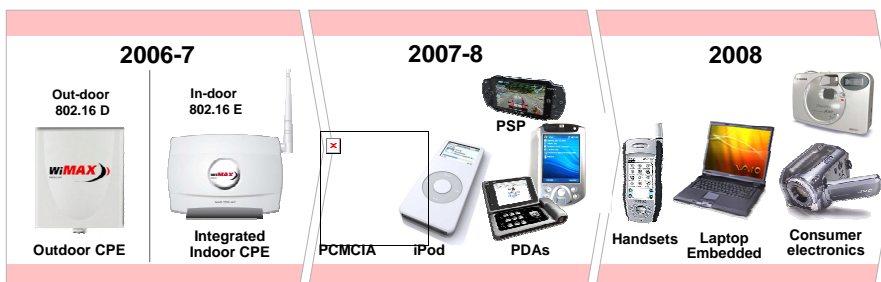 2006-7
2007-8
2008
Out-door
802.16 D
In-door
802.16 E
WiMAX
WiMAX
Outdoor CPE
Integrated
Indoor CPE
PSP
PCMCIA
iPod
PDAs
VAIO
Handsets
Laptop
Embedded
Consumer
electronics